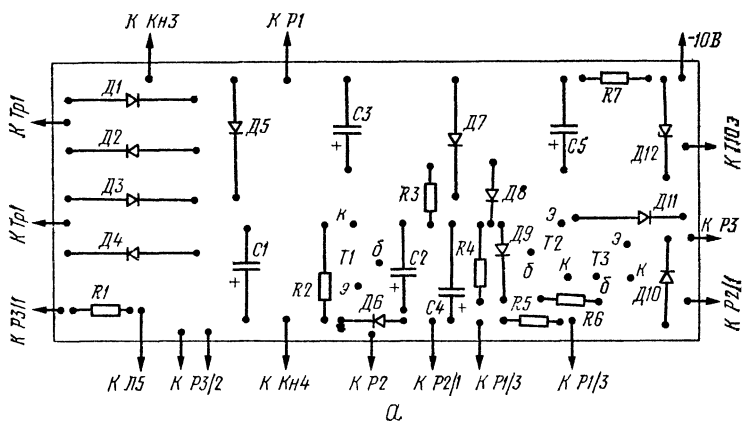 К Кн3
К Р1
-10В
К Тр1
Д1
Д2
Д3
Д4
Д5
С3
+
Д7
С5
+
R7
Д12
R3
Д8
Д11
К Тр1
К Р3
С1
+
к
Т1
б
э
R2
Д6
С2
+
С4
+
R4
Д9
э
Т2
б
к
э
Т3
б
к
Д10
R5
R6
К Р3/1
R1
К Р2/1
К Л5
К Р3/2
К Кн4
К Р2
К Р2/1
К Р1/3
К Р1/3
а